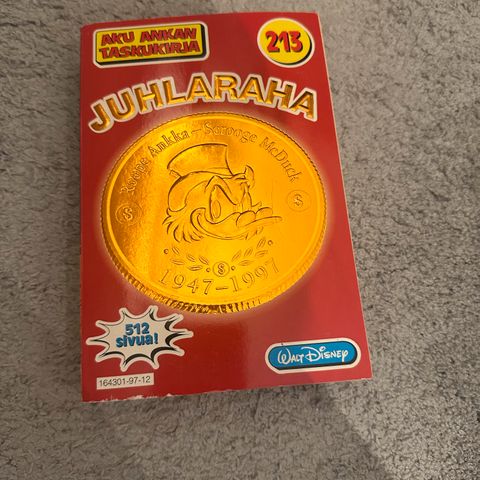 AKU ANKAN
TASKUKIRJA
213
JUHLARAHA
Roope Ankka – Scrooge McDuck
$ $
$
1947–1997
512
sivua!
WALT DISNEY
164301-97-12